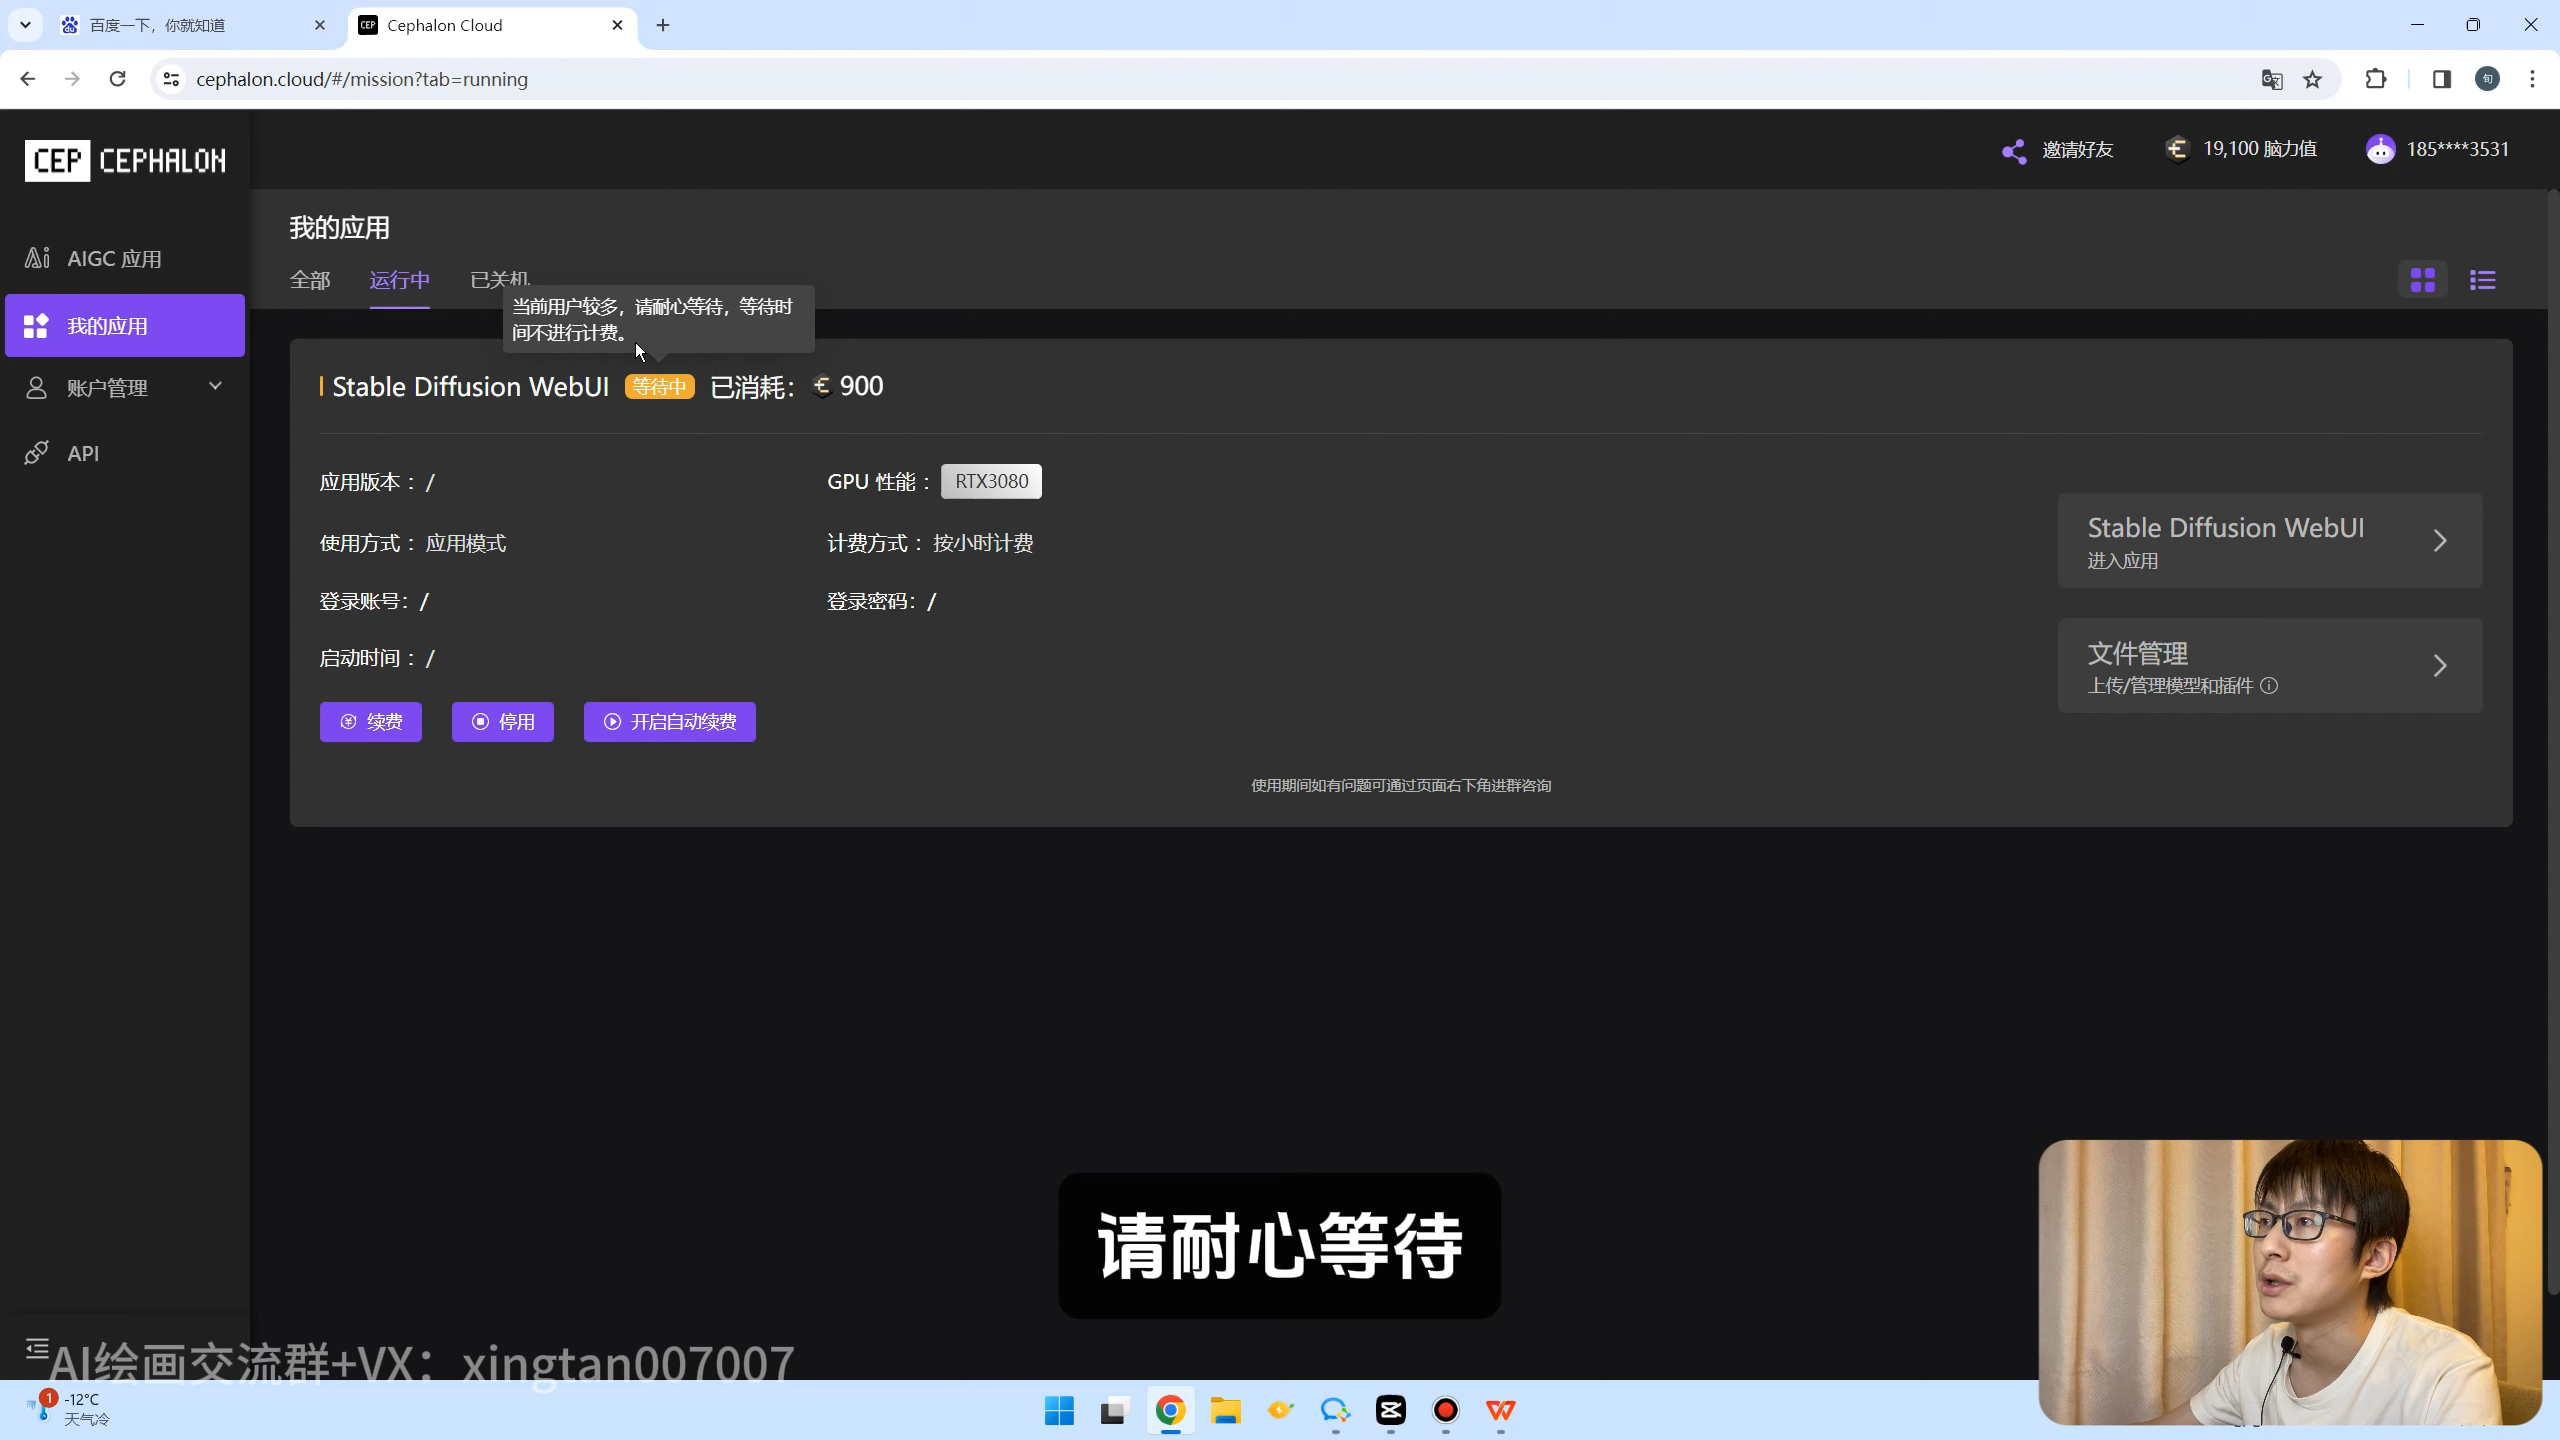 百度一下，你就知道
CEP
Cephalon Cloud
cephalon.cloud/#/mission?tab=running
旬
CEP CEPHALON
邀请好友
19,100 脑力值
185****3531
AIGC 应用
我的应用
账户管理
API
我的应用
全部
运行中
已关机
当前用户较多，请耐心等待，等待时
间不进行计费。
Stable Diffusion WebUI
等待中
已消耗： 900
应用版本： /
GPU 性能： RTX3080
使用方式： 应用模式
计费方式： 按小时计费
登录账号： /
登录密码： /
启动时间： /
续费
停用
开启自动续费
Stable Diffusion WebUI
进入应用
文件管理
上传/管理模型和插件
使用期间如有问题可通过页面右下角进群咨询
请耐心等待
AI绘画交流群+VX：xingtan007007
1
-12°C
天气冷